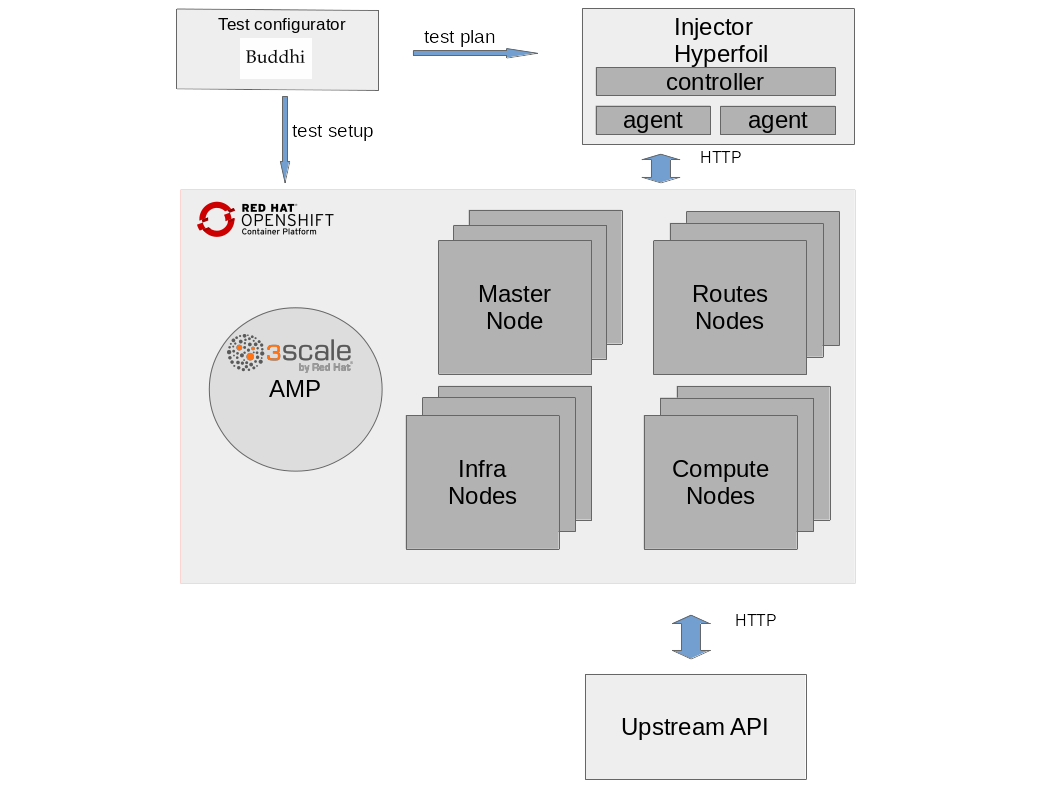 Test configurator
Buddhi
test plan
Injector
Hyperfoil
controller
agent
agent
test setup
HTTP
RED HAT®
OPENSHIFT
Container Platform
Master
Node
Routes
Nodes
3scale
by Red Hat®
AMP
Infra
Nodes
Compute
Nodes
HTTP
Upstream API